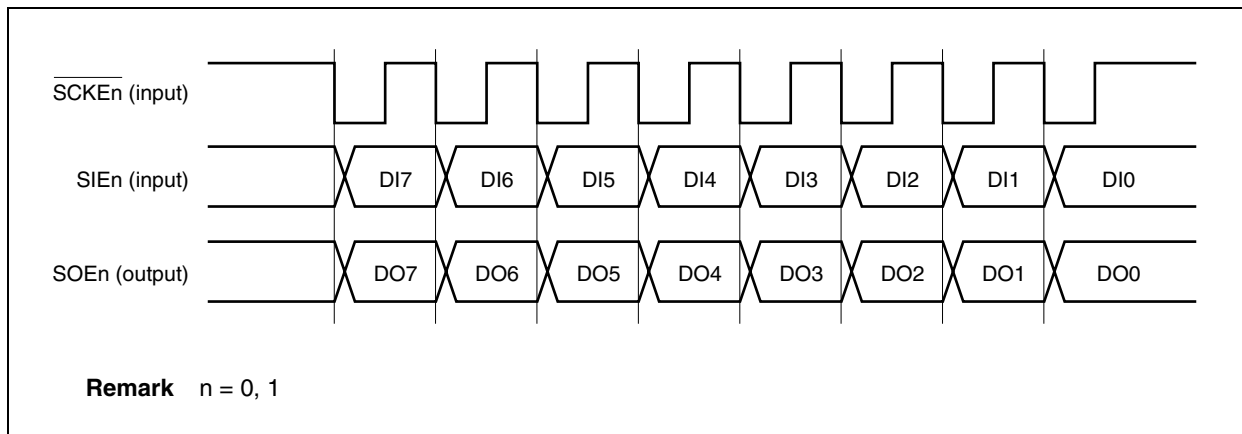 SCKEn (input)
SIEn (input) DI7 DI6 DI5 DI4 DI3 DI2 DI1 DI0
SOEn (output) DO7 DO6 DO5 DO4 DO3 DO2 DO1 DO0
Remark n = 0, 1